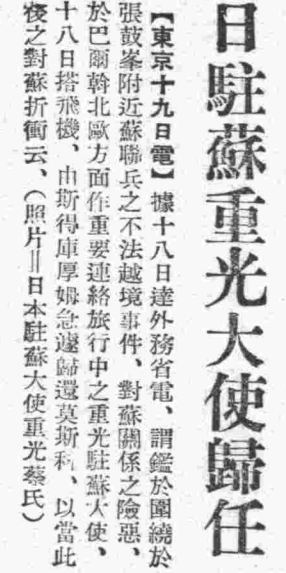 日駐蘇重光大使歸任
【東京十九日電】據十八日達外務省電、謂鑑於圍繞於
張鼓峯附近蘇聯兵之不法越境事件、對蘇關係之險惡、
於巴爾斡北歐方面作重要連絡旅行中之重光駐蘇大使、
十八日搭飛機、由斯得庫厚姆急遽歸還莫斯科、以當此
後之對蘇折衝云、(照片＝日本駐蘇大使重光蔡氏)